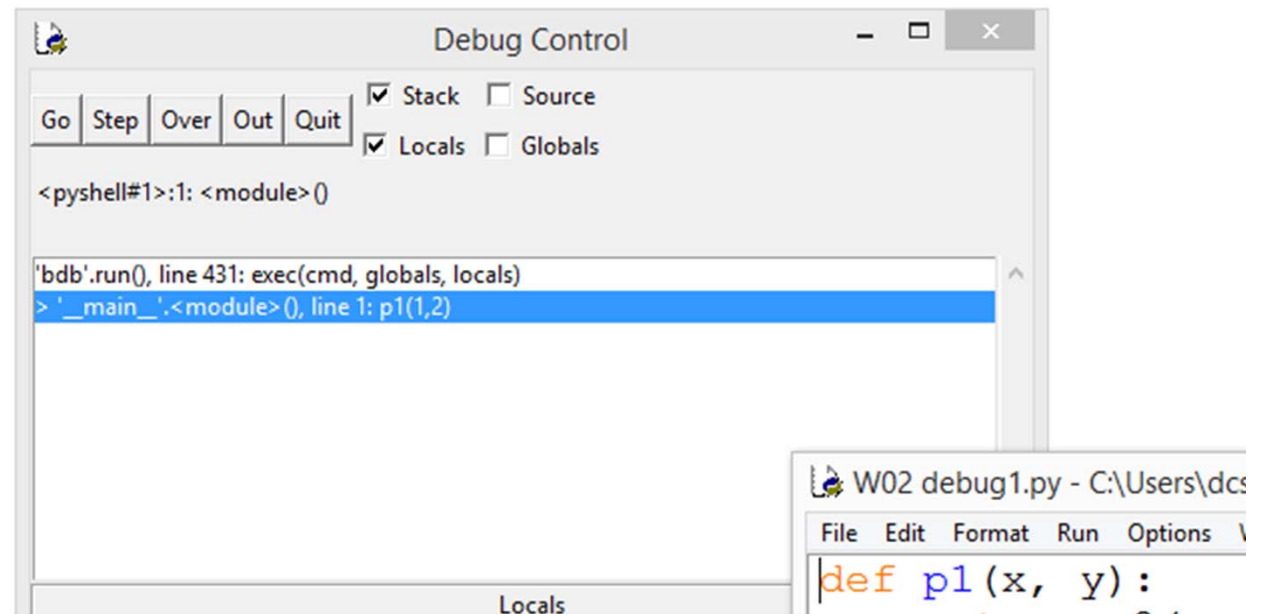 Debug Control
Go Step Over Out Quit
Stack Source
Locals Globals
<pyshell#1>:1: <module>()
'bdb'.run(), line 431: exec(cmd, globals, locals)
> '__main__'.<module>(), line 1: p1(1,2)
Locals
W02 debug1.py - C:\Users\dcs
File Edit Format Run Options
def p1(x, y):